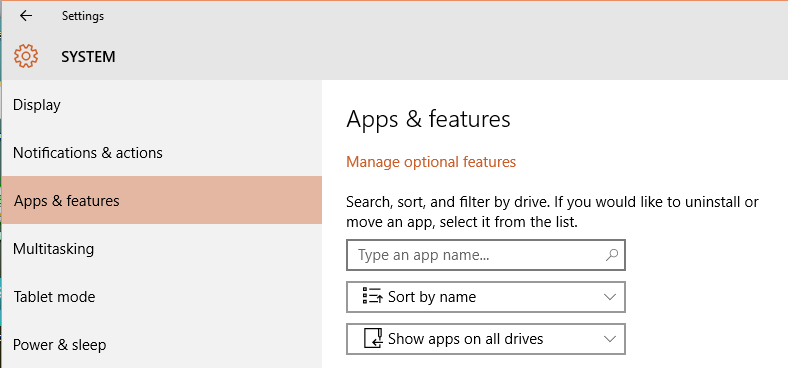 Settings
SYSTEM
Display
Notifications & actions
Apps & features
Multitasking
Tablet mode
Power & sleep
Apps & features
Manage optional features
Search, sort, and filter by drive. If you would like to uninstall or
move an app, select it from the list.
Type an app name...
Sort by name
Show apps on all drives